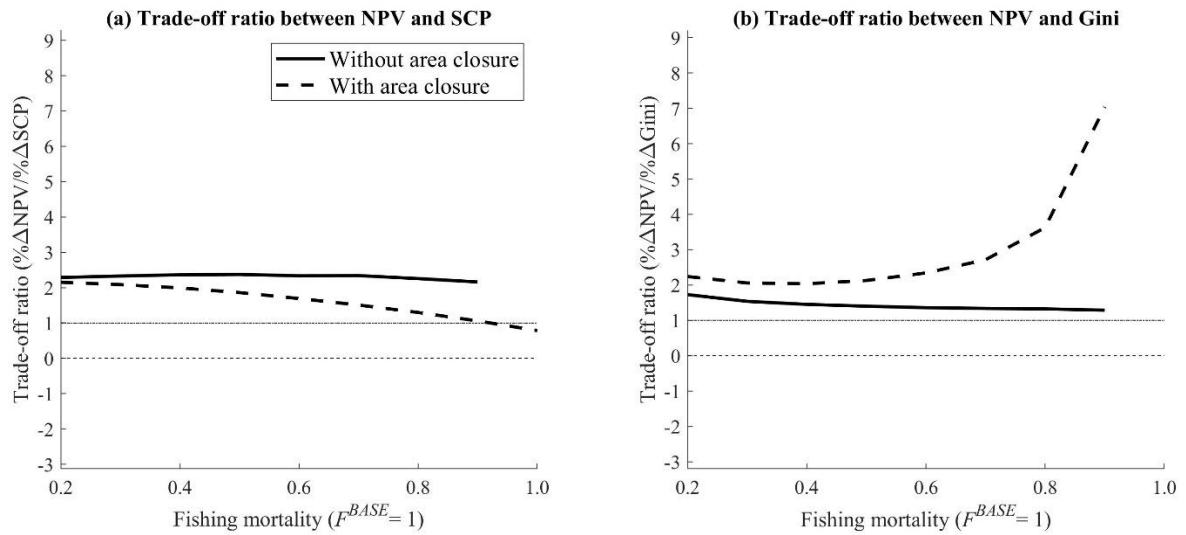 (a) Trade-off ratio between NPV and SCP
Trade-off ratio (%ΔNPV/%ΔSCP)
9
8
7
6
5
4
3
2
1
0
-1
-2
-3
Without area closure
With area closure
0.2 0.4 0.6 0.8 1.0
Fishing mortality (F^BASE = 1)
(b) Trade-off ratio between NPV and Gini
Trade-off ratio (%ΔNPV/%ΔGini)
9
8
7
6
5
4
3
2
1
0
-1
-2
-3
0.2 0.4 0.6 0.8 1.0
Fishing mortality (F^BASE = 1)